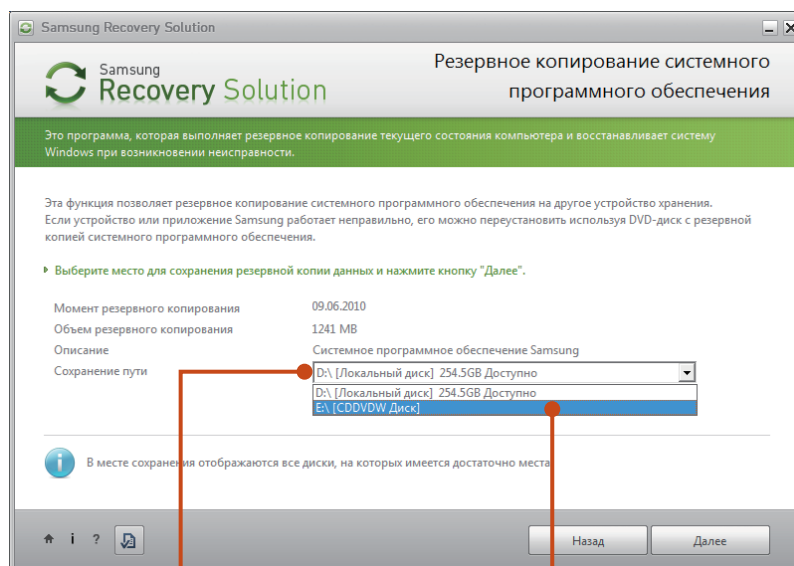 Samsung Recovery Solution
Samsung
Recovery Solution
Резервное копирование системного
программного обеспечения
Это программа, которая выполняет резервное копирование текущего состояния компьютера и восстанавливает систему
Windows при возникновении неисправности.
Эта функция позволяет резервное копирование системного программного обеспечения на другое устройство хранения.
Если устройство или приложение Samsung работает неправильно, его можно переустановить используя DVD-диск с резервной
копией системного программного обеспечения.
Выберите место для сохранения резервной копии данных и нажмите кнопку "Далее".
Момент резервного копирования 09.06.2010
Объем резервного копирования 1241 MB
Описание Системное программное обеспечение Samsung
Сохранение пути D:\ [Локальный диск] 254.5GB Доступно
D:\ [Локальный диск] 254.5GB Доступно
E:\ [CDDVDW Диск]
В месте сохранения отображаются все диски, на которых имеется достаточно места
i ? Назад Далее